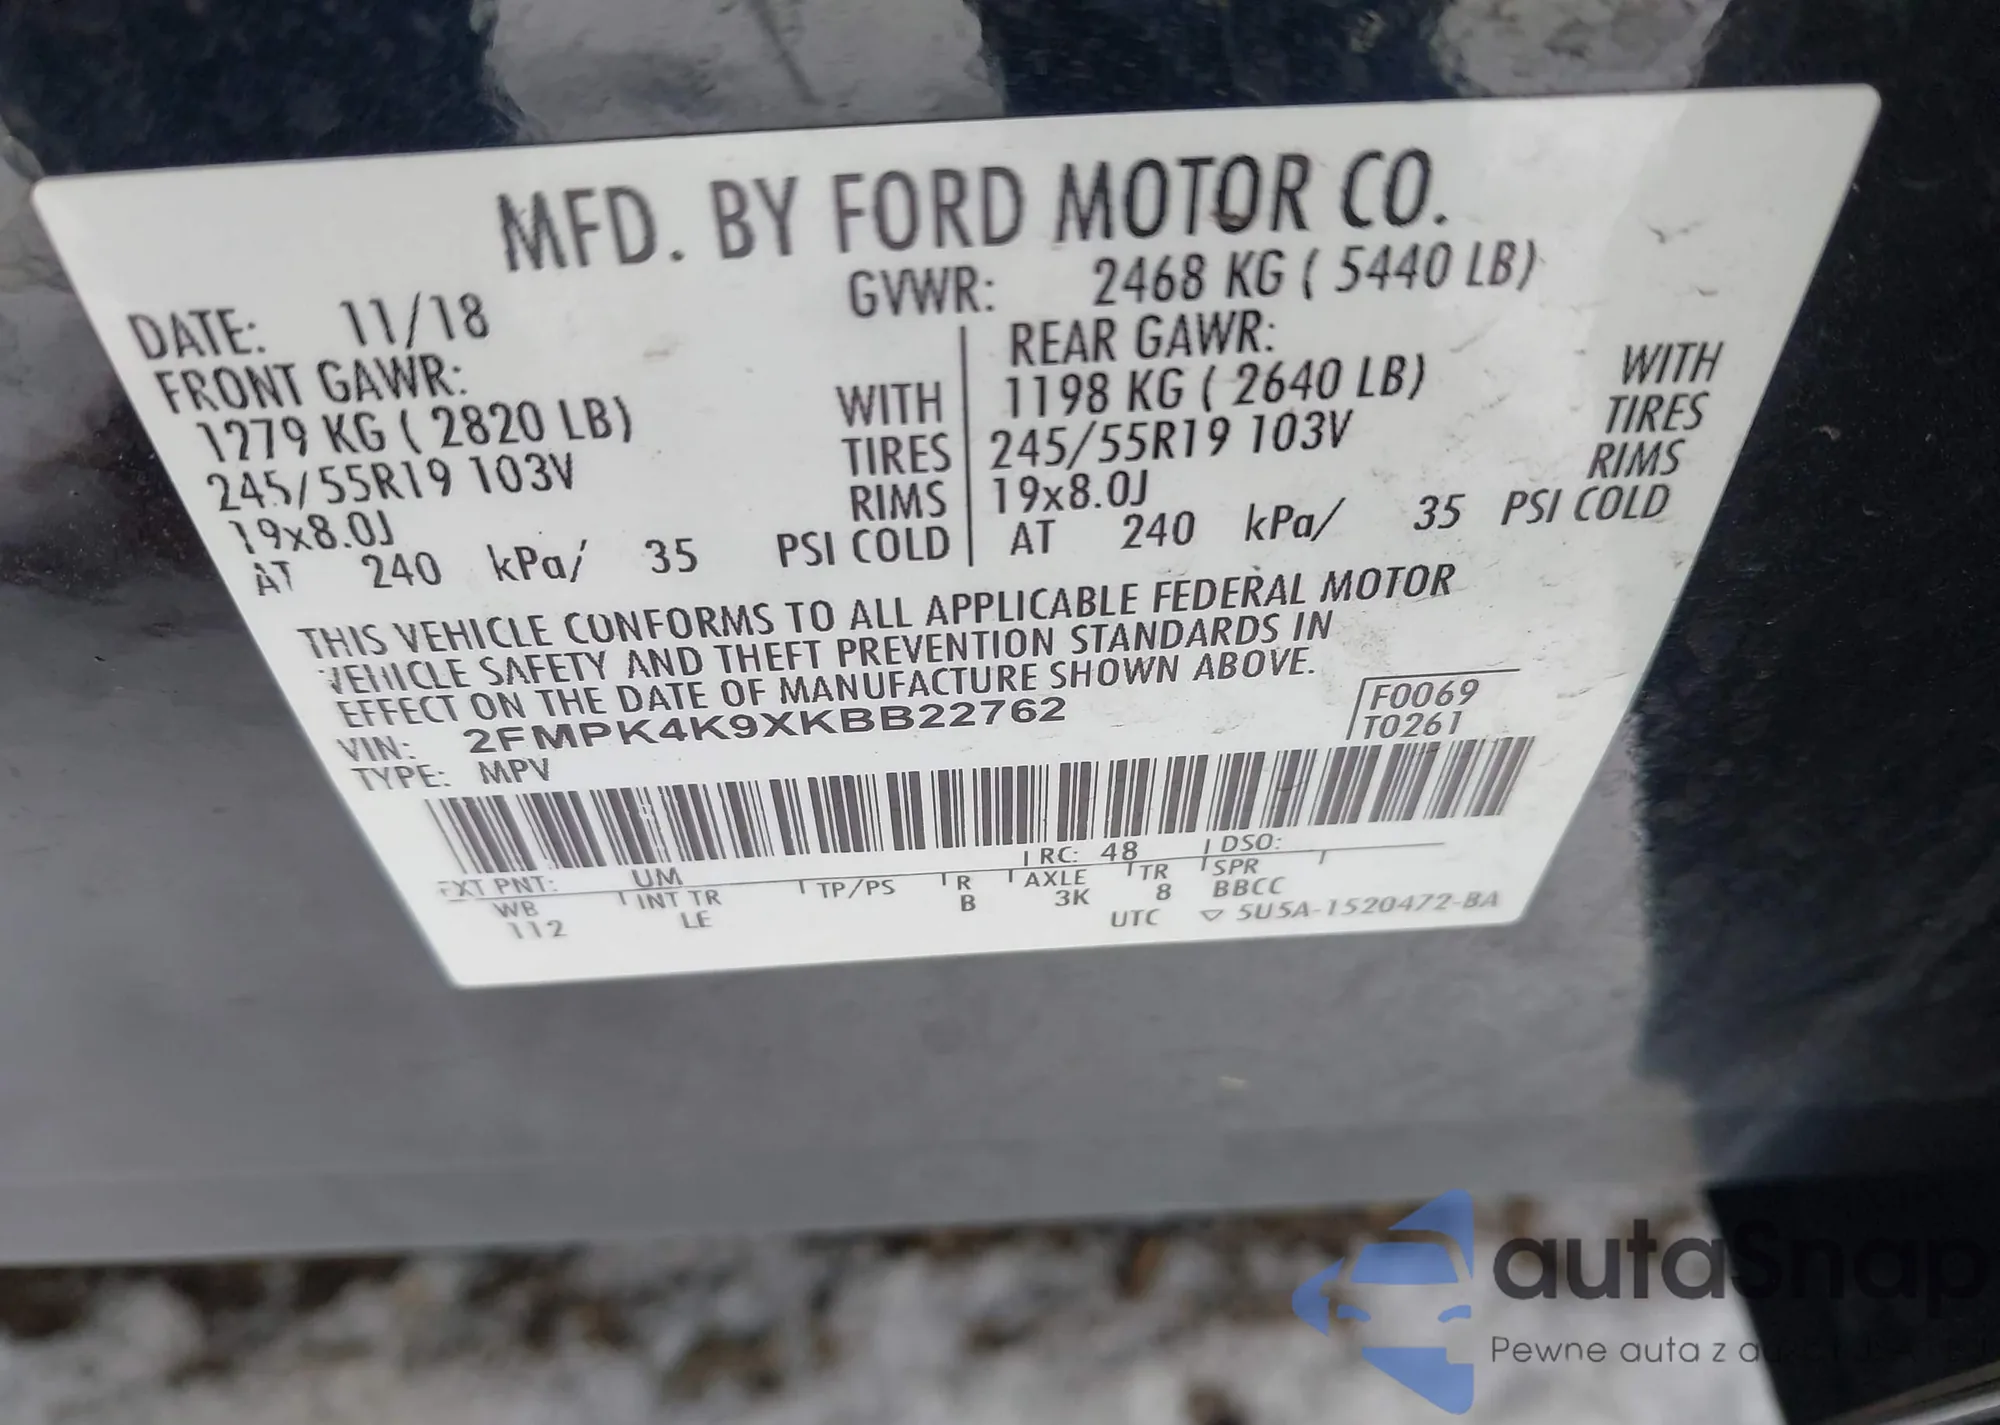 MFD. BY FORD MOTOR CO.
DATE: 11/18 GVWR: 2468 KG ( 5440 LB)
FRONT GAWR: REAR GAWR:
1279 KG ( 2820 LB) WITH 1198 KG ( 2640 LB) WITH
245/55R19 103V TIRES 245/55R19 103V TIRES
19x8.0J RIMS 19x8.0J RIMS
AT 240 kPa/ 35 PSI COLD AT 240 kPa/ 35 PSI COLD
THIS VEHICLE CONFORMS TO ALL APPLICABLE FEDERAL MOTOR
VEHICLE SAFETY AND THEFT PREVENTION STANDARDS IN
EFFECT ON THE DATE OF MANUFACTURE SHOWN ABOVE.
VIN: 2FMPK4K9XKBB22762 F0069
TYPE: MPV T0261
EXT PNT: UM RC: 48 DSO:
WB INT TR TP/PS R AXLE TR SPR
112 LE B 3K 8 BBCC
UTC ▽ 5U5A-1520472-BA
autaSnap
Pewne auta z